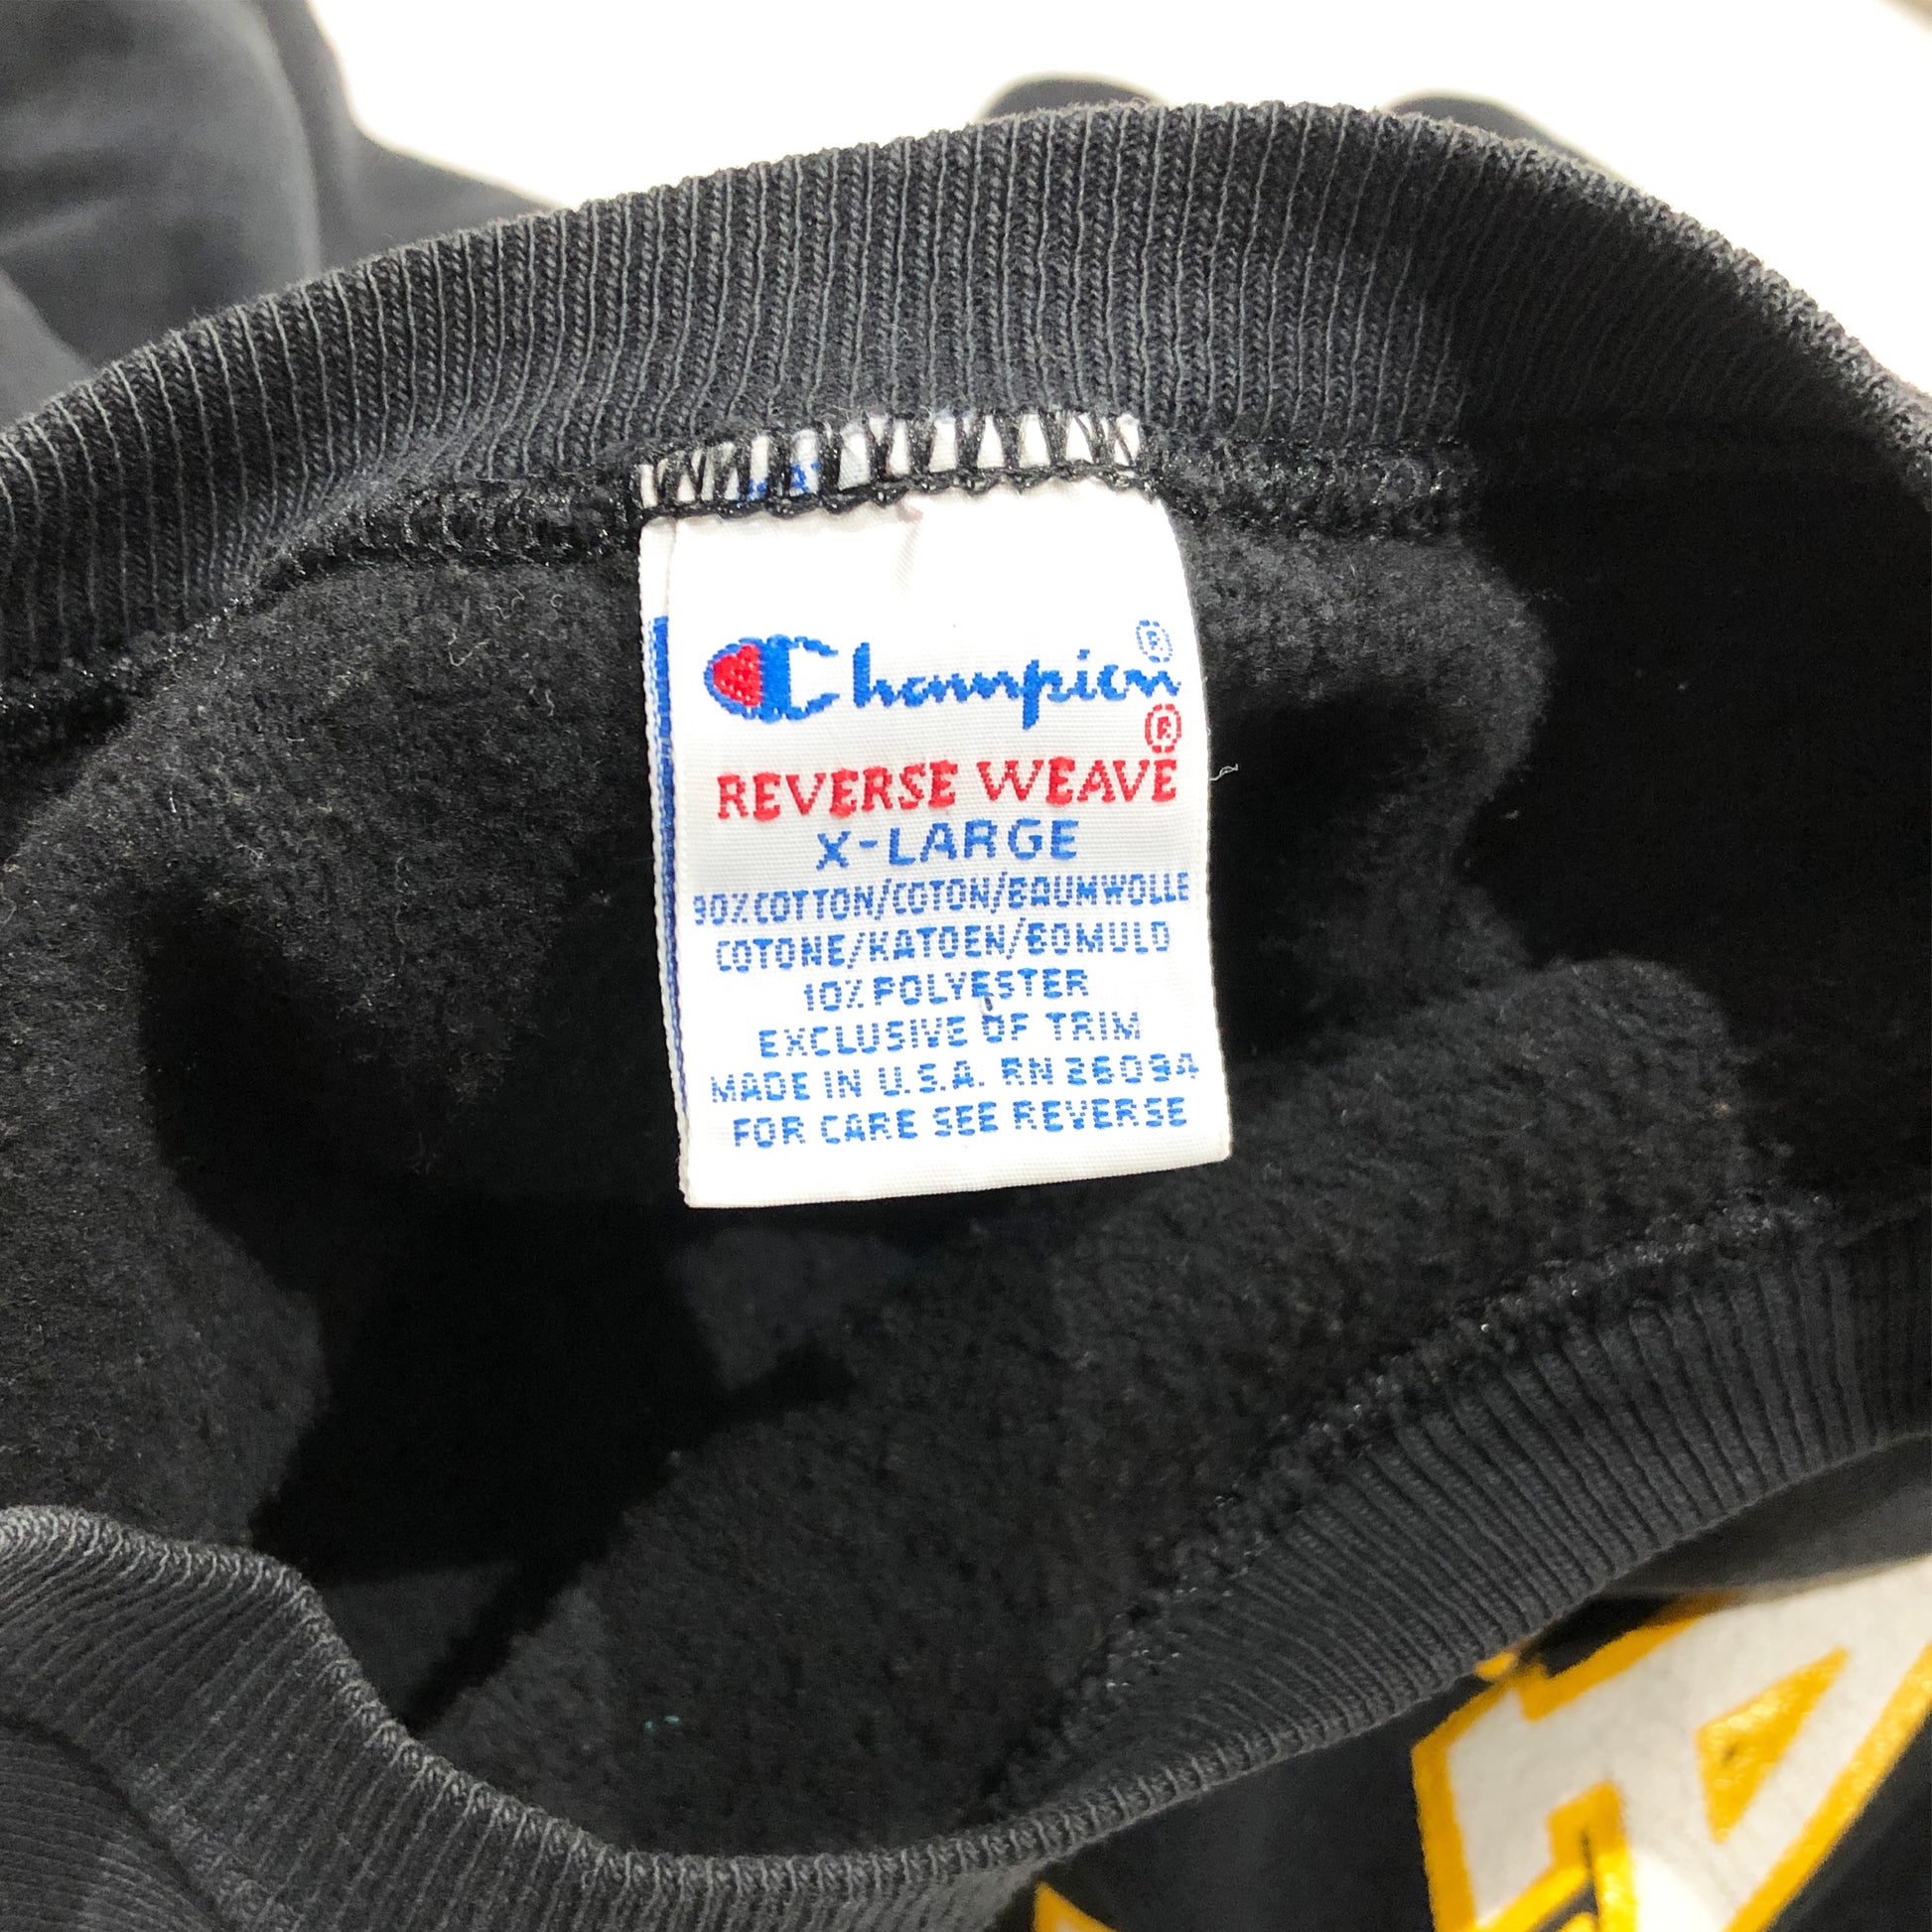 Champion®
®
REVERSE WEAVE
X-LARGE
90% COTTON/COTON/BAUMWOLLE
COTONE/KATOEN/BOMULD
10% POLYESTER
EXCLUSIVE OF TRIM
MADE IN U.S.A. RN 26094
FOR CARE SEE REVERSE